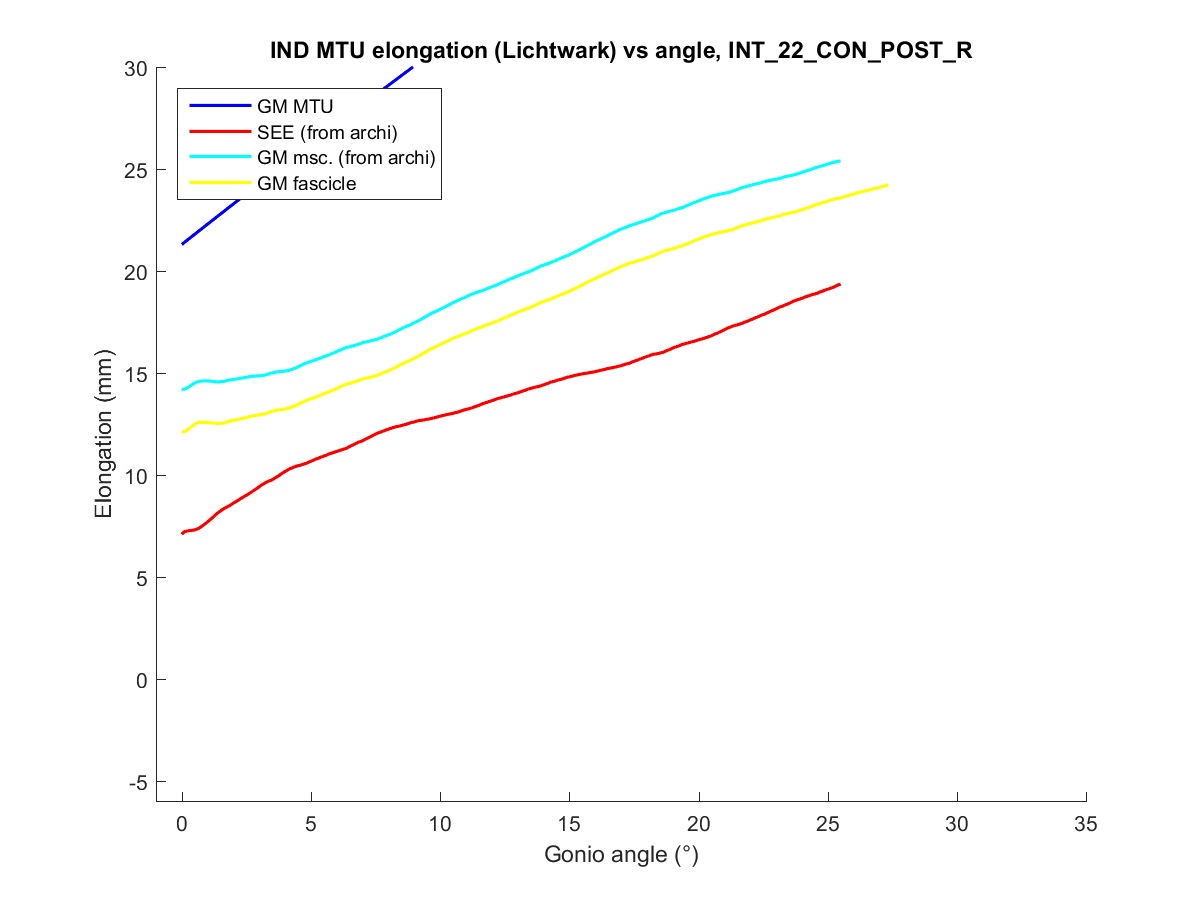 IND MTU elongation (Lichtwark) vs angle, INT_22_CON_POST_R
30
25
20
15
10
5
0
-5
Elongation (mm)
GM MTU
SEE (from archi)
GM msc. (from archi)
GM fascicle
0 5 10 15 20 25 30 35
Gonio angle (°)